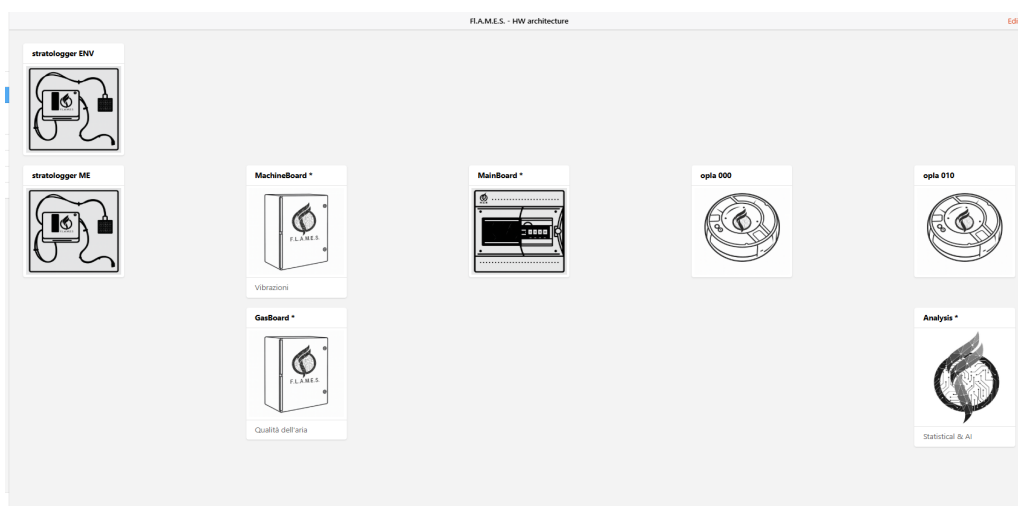 Fl.A.M.E.S. - HW architecture
Edi
stratologger ENV
F.L.A.M.E.S.
stratologger ME
MachineBoard *
MainBoard *
opla 000
opla 010
F.L.A.M.E.S.
Vibrazioni
GasBoard *
Analysis *
F.L.A.M.E.S.
Qualità dell'aria
Statistical & AI